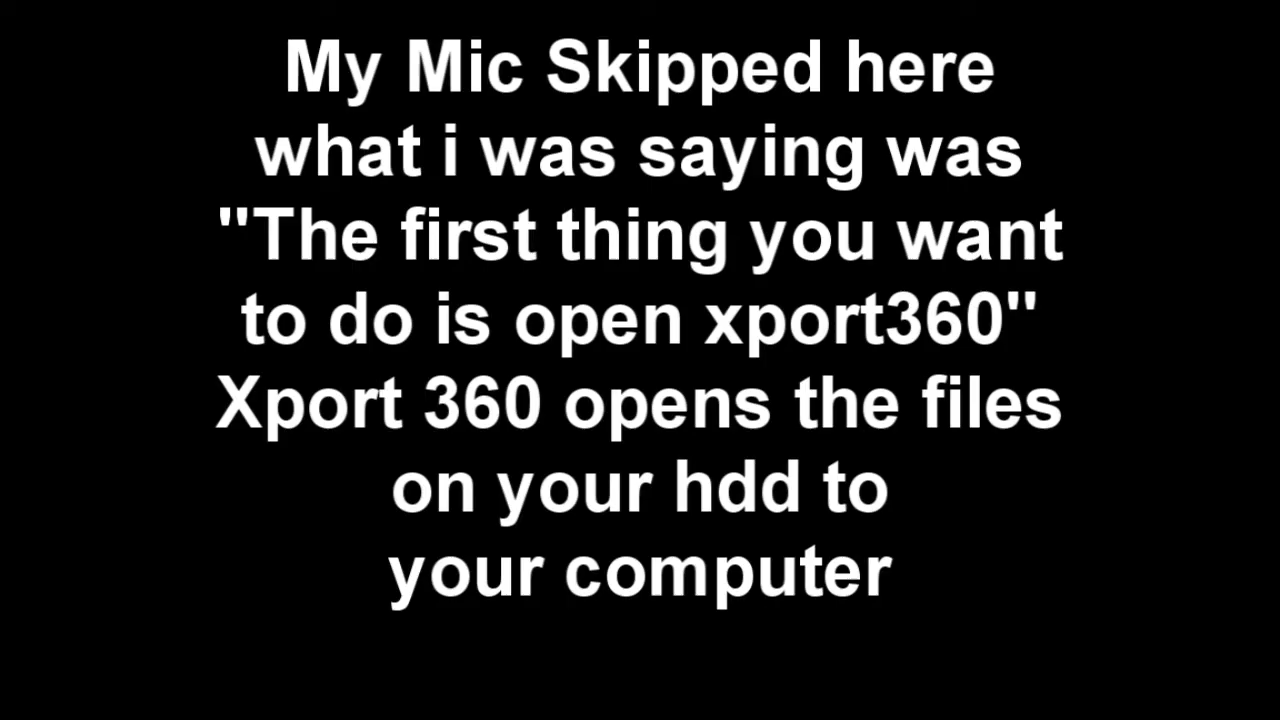 My Mic Skipped here
what i was saying was
"The first thing you want
to do is open xport360"
Xport 360 opens the files
on your hdd to
your computer